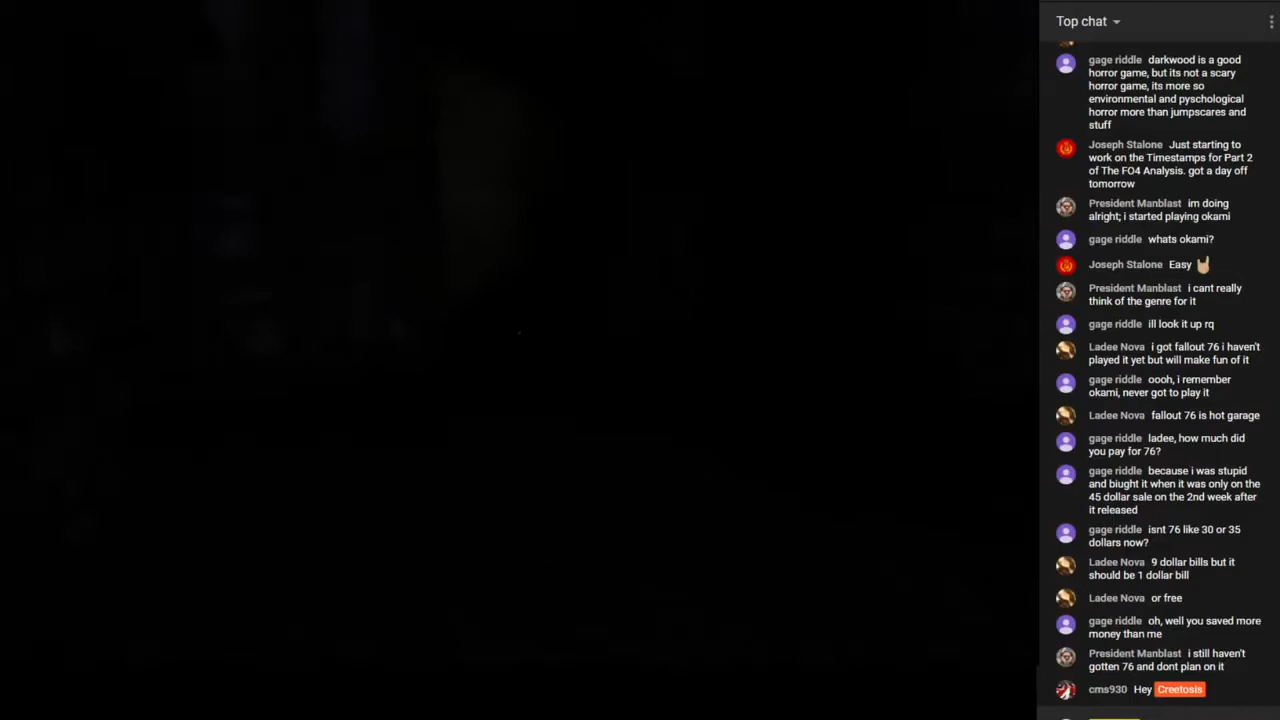 Top chat
gage riddle darkwood is a good
horror game, but its not a scary
horror game, its more so
environmental and pyschological
horror more than jumpscares and
stuff
Joseph Stalone Just starting to
work on the Timestamps for Part 2
of The FO4 Analysis. got a day off
tomorrow
President Manblast im doing
alright; i started playing okami
gage riddle whats okami?
Joseph Stalone Easy 🤘🏼
President Manblast i cant really
think of the genre for it
gage riddle ill look it up rq
Ladee Nova i got fallout 76 i haven't
played it yet but will make fun of it
gage riddle oooh, i remember
okami, never got to play it
Ladee Nova fallout 76 is hot garage
gage riddle ladee, how much did
you pay for 76?
gage riddle because i was stupid
and biught it when it was only on the
45 dollar sale on the 2nd week after
it released
gage riddle isnt 76 like 30 or 35
dollars now?
Ladee Nova 9 dollar bills but it
should be 1 dollar bill
Ladee Nova or free
gage riddle oh, well you saved more
money than me
President Manblast i still haven't
gotten 76 and dont plan on it
cms930 Hey Creetosis